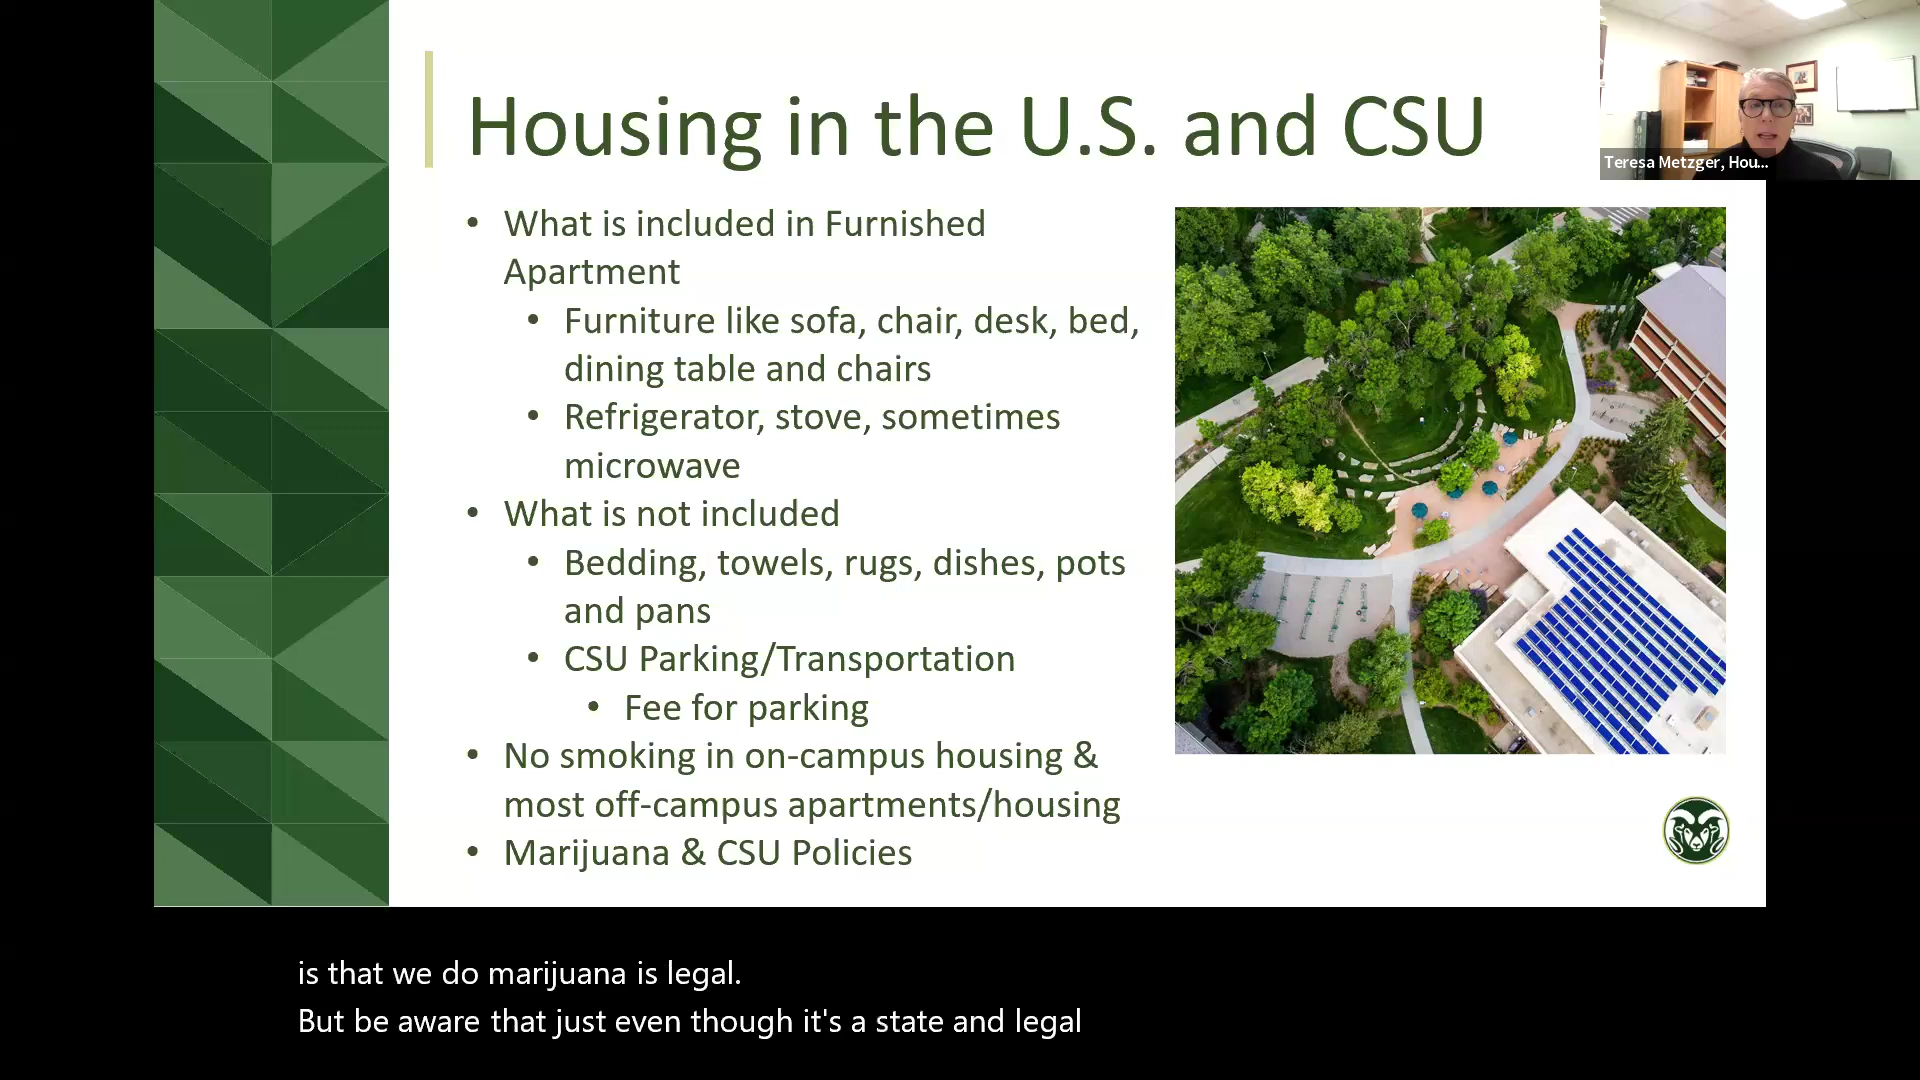 Housing in the U.S. and CSU
Teresa Metzger, Hou...
• What is included in Furnished
Apartment
• Furniture like sofa, chair, desk, bed,
dining table and chairs
• Refrigerator, stove, sometimes
microwave
• What is not included
• Bedding, towels, rugs, dishes, pots
and pans
• CSU Parking/Transportation
• Fee for parking
• No smoking in on-campus housing &
most off-campus apartments/housing
• Marijuana & CSU Policies
is that we do marijuana is legal.
But be aware that just even though it's a state and legal